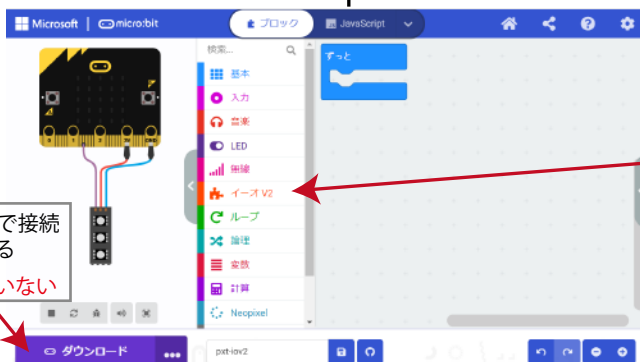 Microsoft | micro:bit
ブロック
JavaScript
検索...
ずっと
基本
入力
音楽
LED
無線
イーオ V2
ループ
論理
変数
計算
Neopixel
で接続
る
いない
ダウンロード
pxt-iov2